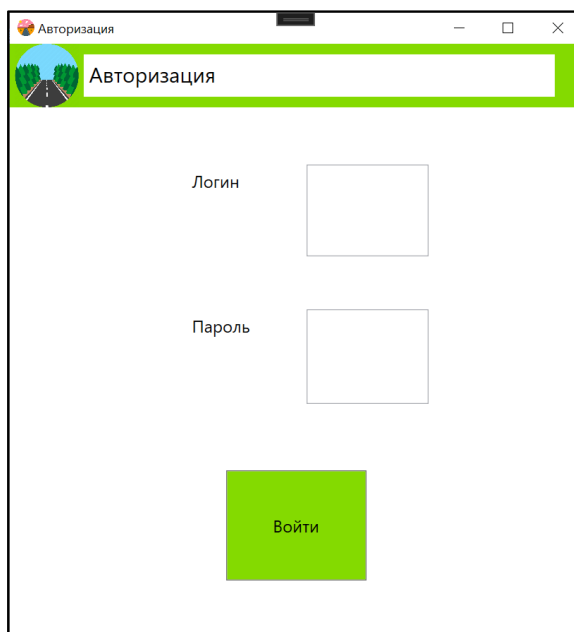 Авторизация
Авторизация
Логин
Пароль
Войти